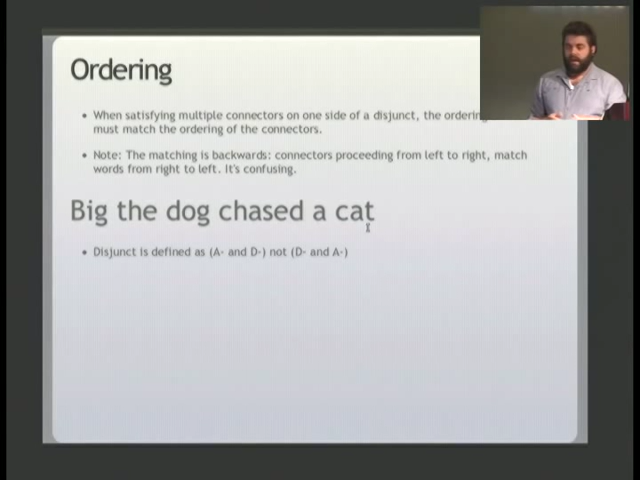 Ordering
• When satisfying multiple connectors on one side of a disjunct, the ordering
must match the ordering of the connectors.
• Note: The matching is backwards: connectors proceeding from left to right, match
words from right to left. It's confusing.
Big the dog chased a cat
• Disjunct is defined as (A- and D-) not (D- and A-)